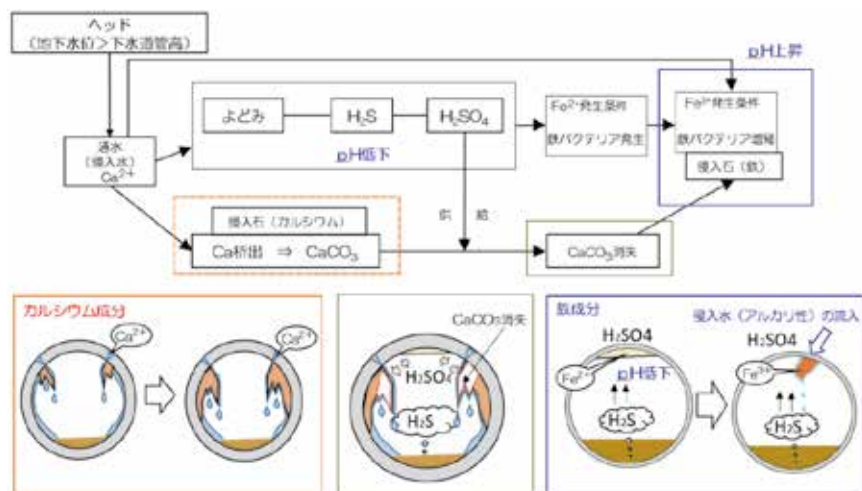 ヘッド
(地下水位>下水道管高)
pH上昇
よどみ
H₂S
H₂SO₄
pH低下
Fe²⁺発生条件
鉄バクテリア発生
Fe³⁺発生条件
鉄バクテリア増殖
侵入石(鉄)
(侵入水)
Ca²⁺
侵入石(カルシウム)
Ca析出 ⇒ CaCO₃
供 給
CaCO₃消失
カルシウム成分
Ca²⁺
Ca²⁺
CaCO₃消失
H₂SO₄
H₂S
鉄成分
侵入水(アルカリ性)の流入
H₂SO4
H₂SO4
Fe²⁺
pH低下
Fe³⁺
H₂S
H₂S